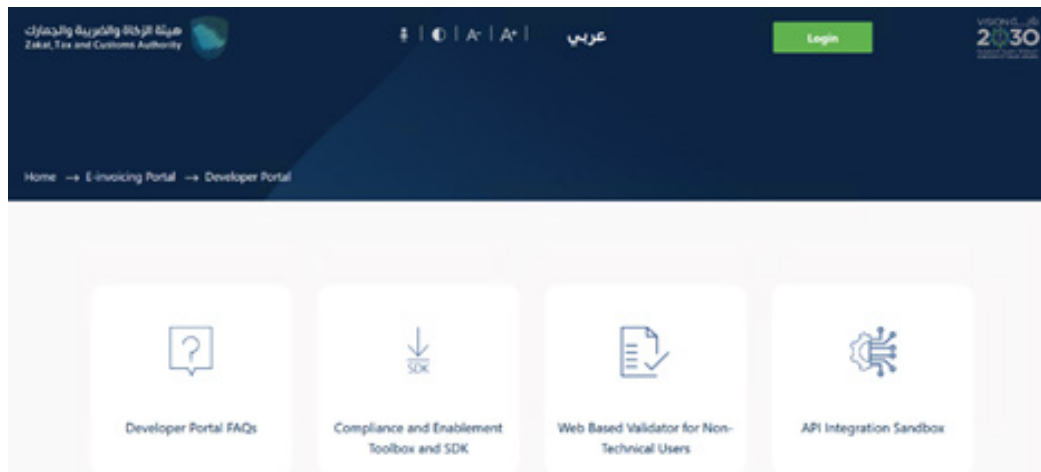 هيئة الزكاة والضريبة والجمارك
Zakat, Tax and Customs Authority
A- | A+ |
عربي
Login
2030
Home → E-invoicing Portal → Developer Portal
?
SDK
Developer Portal FAQs
Compliance and Enablement
Toolbox and SDK
Web Based Validator for Non-
Technical Users
API Integration Sandbox